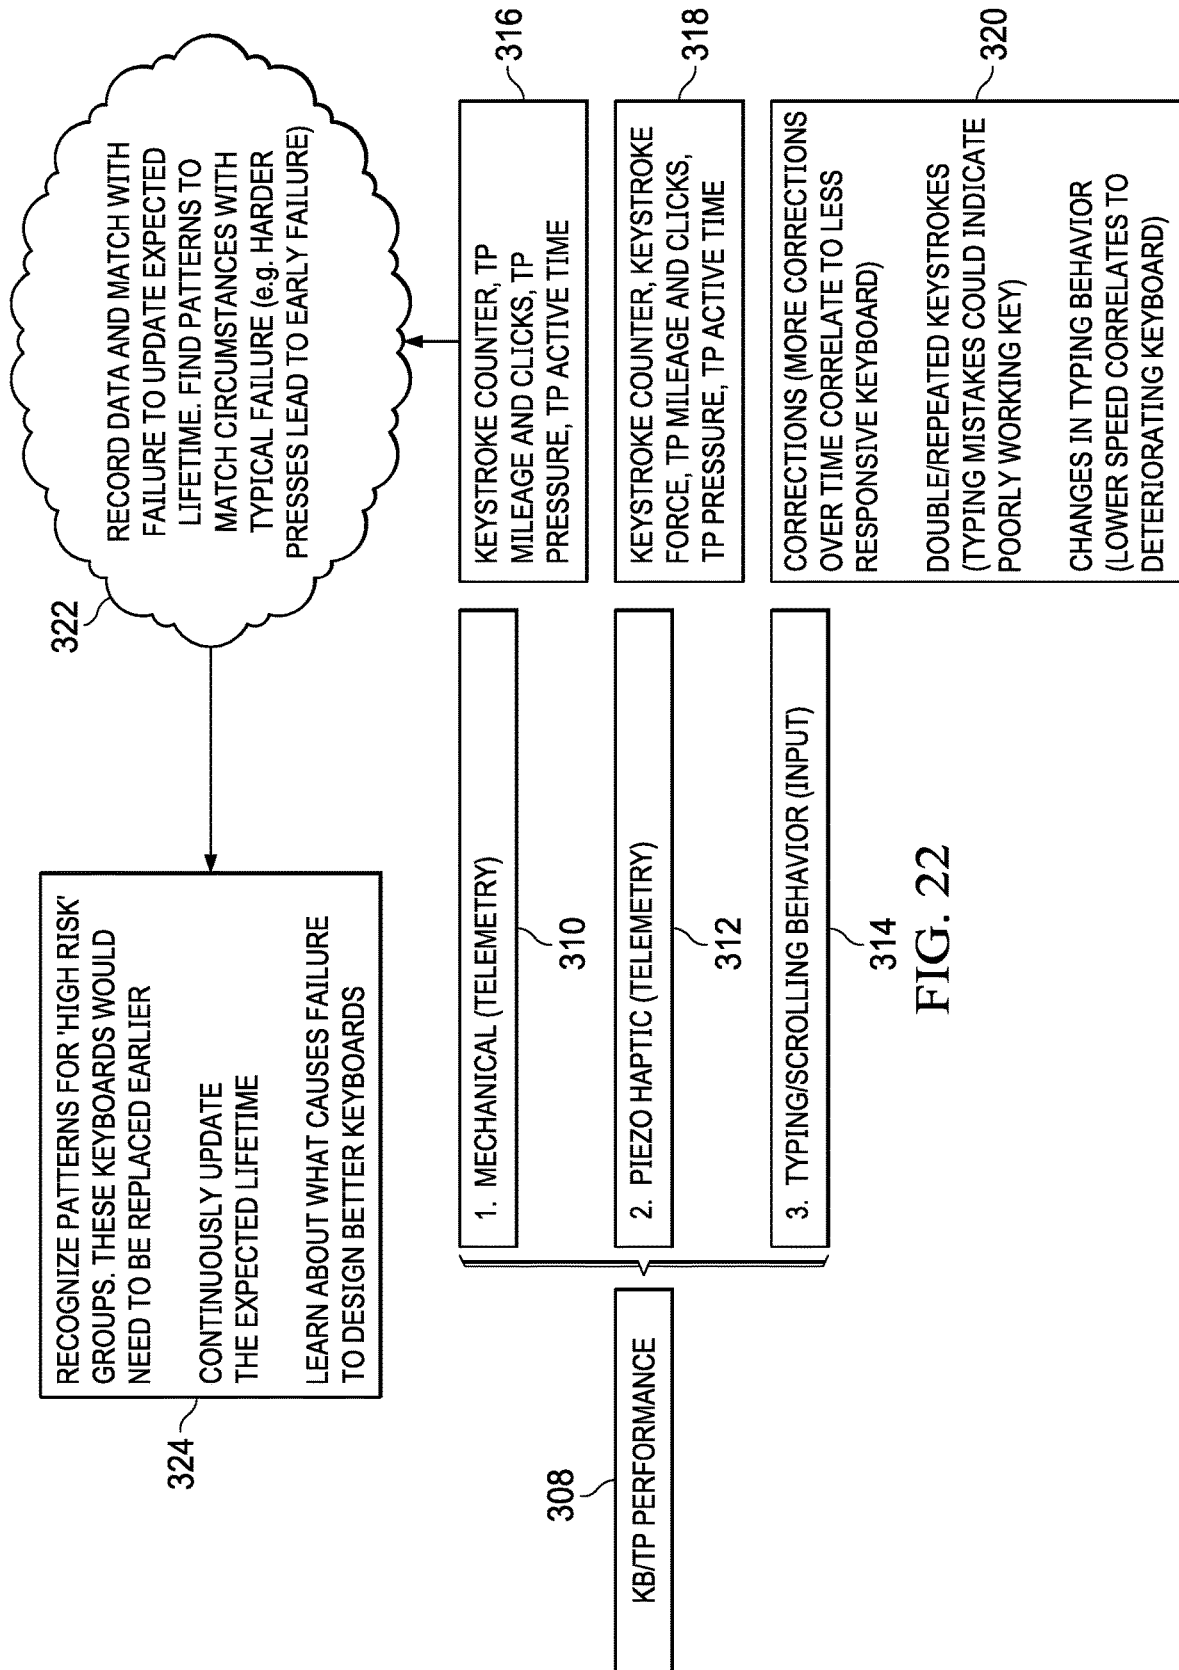 RECOGNIZE PATTERNS FOR 'HIGH RISK'
GROUPS. THESE KEYBOARDS WOULD
NEED TO BE REPLACED EARLIER
CONTINUOUSLY UPDATE
THE EXPECTED LIFETIME
LEARN ABOUT WHAT CAUSES FAILURE
TO DESIGN BETTER KEYBOARDS
324
322
RECORD DATA AND MATCH WITH
FAILURE TO UPDATE EXPECTED
LIFETIME. FIND PATTERNS TO
MATCH CIRCUMSTANCES WITH
TYPICAL FAILURE (e.g. HARDER
PRESSES LEAD TO EARLY FAILURE)
308
KB/TP PERFORMANCE
1. MECHANICAL (TELEMETRY)
310
KEYSTROKE COUNTER, TP
MILEAGE AND CLICKS, TP
PRESSURE, TP ACTIVE TIME
316
2. PIEZO HAPTIC (TELEMETRY)
312
KEYSTROKE COUNTER, KEYSTROKE
FORCE, TP MILEAGE AND CLICKS,
TP PRESSURE, TP ACTIVE TIME
318
3. TYPING/SCROLLING BEHAVIOR (INPUT)
314
CORRECTIONS (MORE CORRECTIONS
OVER TIME CORRELATE TO LESS
RESPONSIVE KEYBOARD)
DOUBLE/REPEATED KEYSTROKES
(TYPING MISTAKES COULD INDICATE
POORLY WORKING KEY)
CHANGES IN TYPING BEHAVIOR
(LOWER SPEED CORRELATES TO
DETERIORATING KEYBOARD)
320
FIG. 22